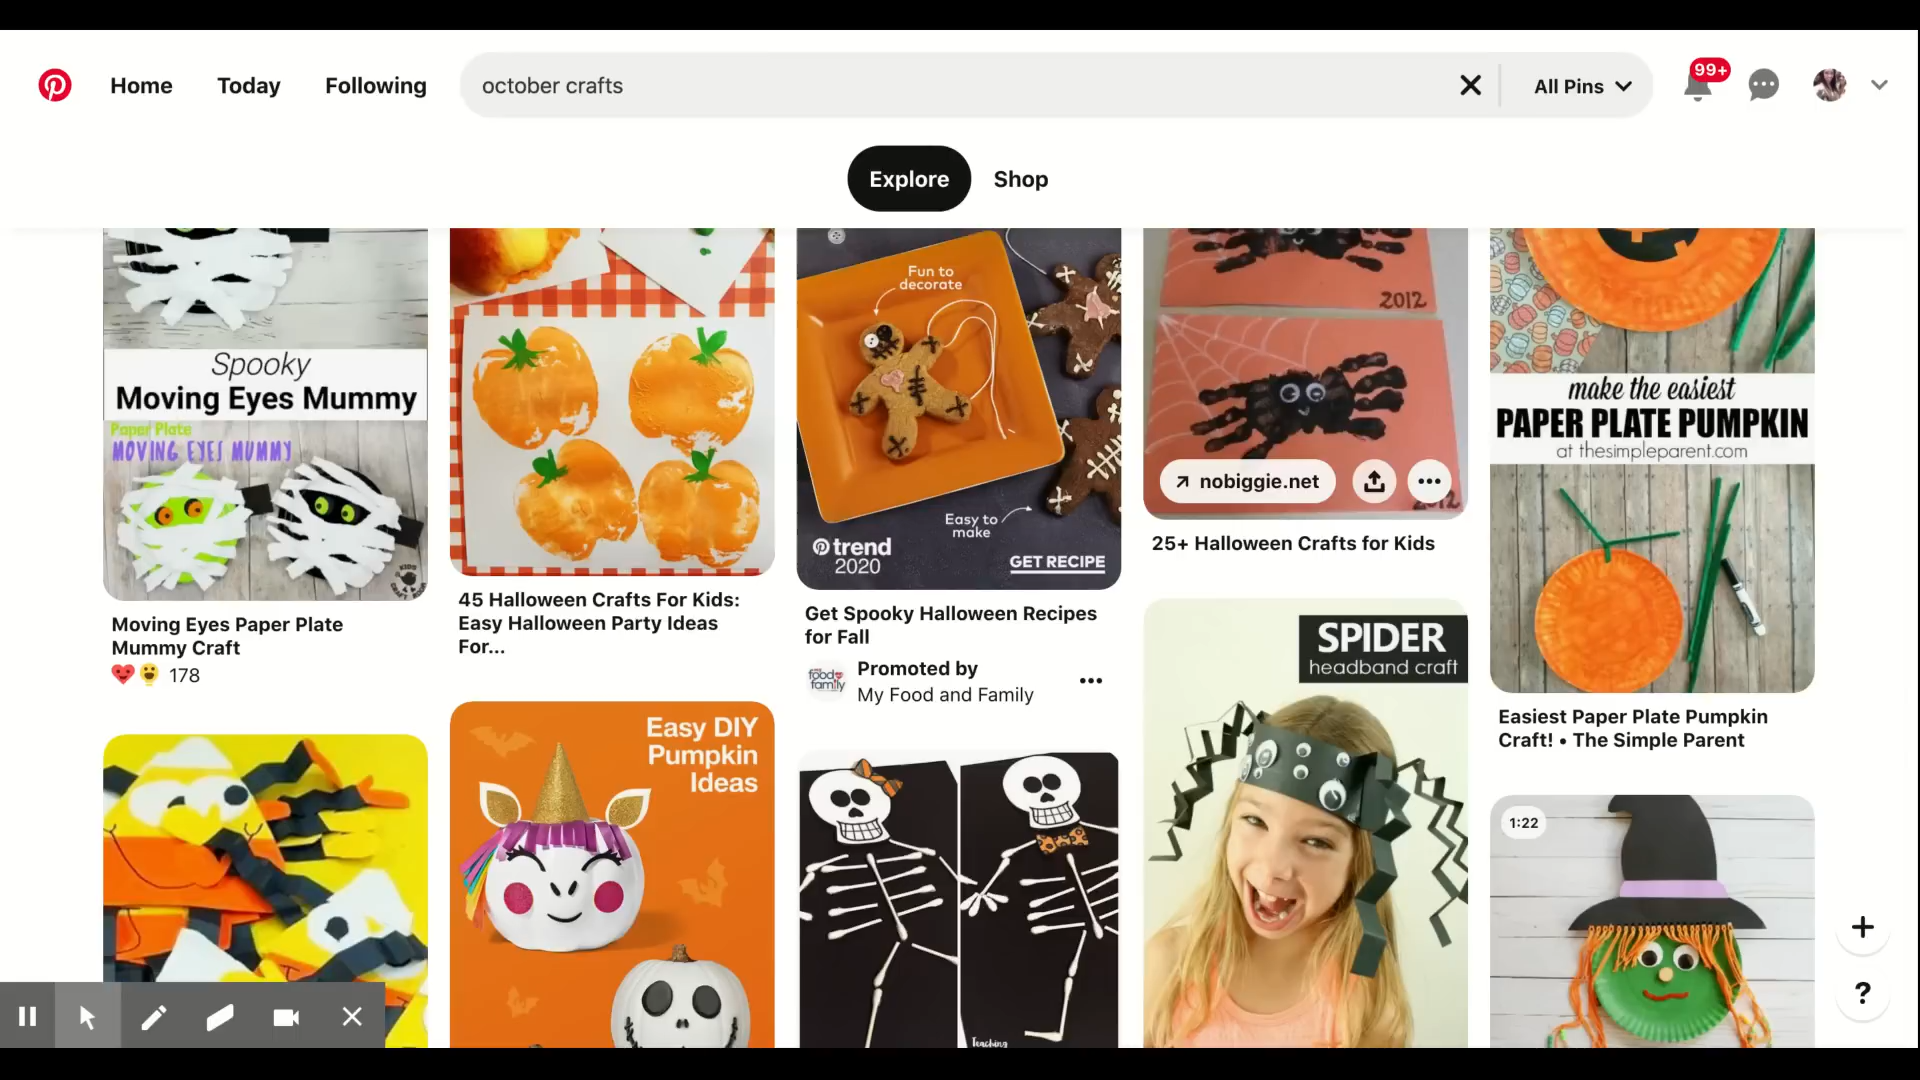 Home
Today
Following
october crafts
All Pins
99+
Explore
Shop
Spooky
Moving Eyes Mummy
Paper Plate
MOVING EYES MUMMY
Moving Eyes Paper Plate
Mummy Craft
178
45 Halloween Crafts For Kids:
Easy Halloween Party Ideas
For...
Easy DIY
Pumpkin
Ideas
Fun to
decorate
Easy to
make
trend
2020
GET RECIPE
Get Spooky Halloween Recipes
for Fall
food
family
Promoted by
My Food and Family
Teaching
2012
2012
nobiggie.net
25+ Halloween Crafts for Kids
SPIDER
headband craft
make the easiest
PAPER PLATE PUMPKIN
at thesimpleparent.com
Easiest Paper Plate Pumpkin
Craft! • The Simple Parent
1:22
+
?